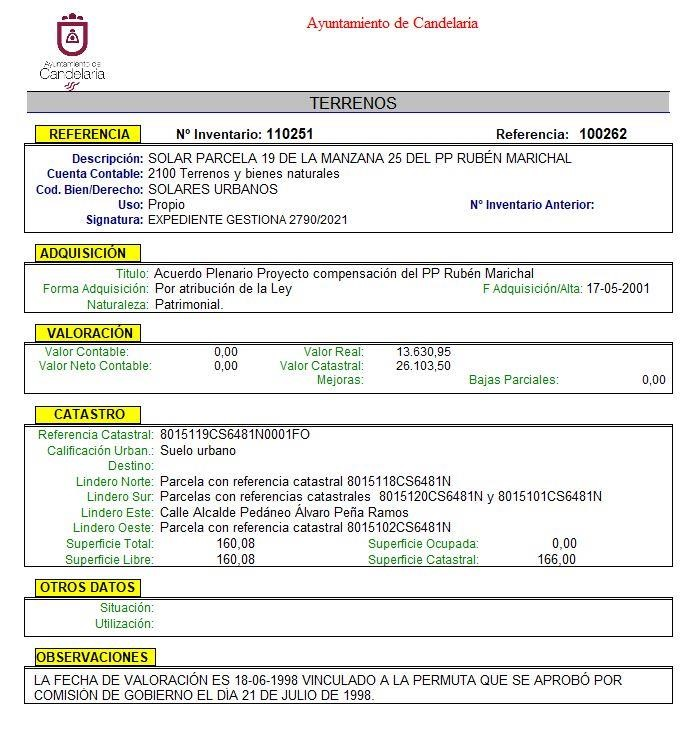 Ayuntamiento de Candelaria
Ayuntamiento de
Candelaria
TERRENOS
REFERENCIA Nº Inventario: 110251 Referencia: 100262
Descripción: SOLAR PARCELA 19 DE LA MANZANA 25 DEL PP RUBÉN MARICHAL
Cuenta Contable: 2100 Terrenos y bienes naturales
Cod. Bien/Derecho: SOLARES URBANOS
Uso: Propio Nº Inventario Anterior:
Signatura: EXPEDIENTE GESTIONA 2790/2021
ADQUISICIÓN
Titulo: Acuerdo Plenario Proyecto compensación del PP Rubén Marichal
Forma Adquisición: Por atribución de la Ley F Adquisición/Alta: 17-05-2001
Naturaleza: Patrimonial.
VALORACIÓN
Valor Contable: 0,00 Valor Real: 13.630,95
Valor Neto Contable: 0,00 Valor Catastral: 26.103,50
Mejoras: Bajas Parciales: 0,00
CATASTRO
Referencia Catastral: 8015119CS6481N0001FO
Calificación Urban.: Suelo urbano
Destino:
Lindero Norte: Parcela con referencia catastral 8015118CS6481N
Lindero Sur: Parcelas con referencias catastrales 8015120CS6481N y 8015101CS6481N
Lindero Este: Calle Alcalde Pedáneo Álvaro Peña Ramos
Lindero Oeste: Parcela con referencia catastral 8015102CS6481N
Superficie Total: 160,08 Superficie Ocupada: 0,00
Superficie Libre: 160,08 Superficie Catastral: 166,00
OTROS DATOS
Situación:
Utilización:
OBSERVACIONES
LA FECHA DE VALORACIÓN ES 18-06-1998 VINCULADO A LA PERMUTA QUE SE APROBÓ POR
COMISIÓN DE GOBIERNO EL DÌA 21 DE JULIO DE 1998.